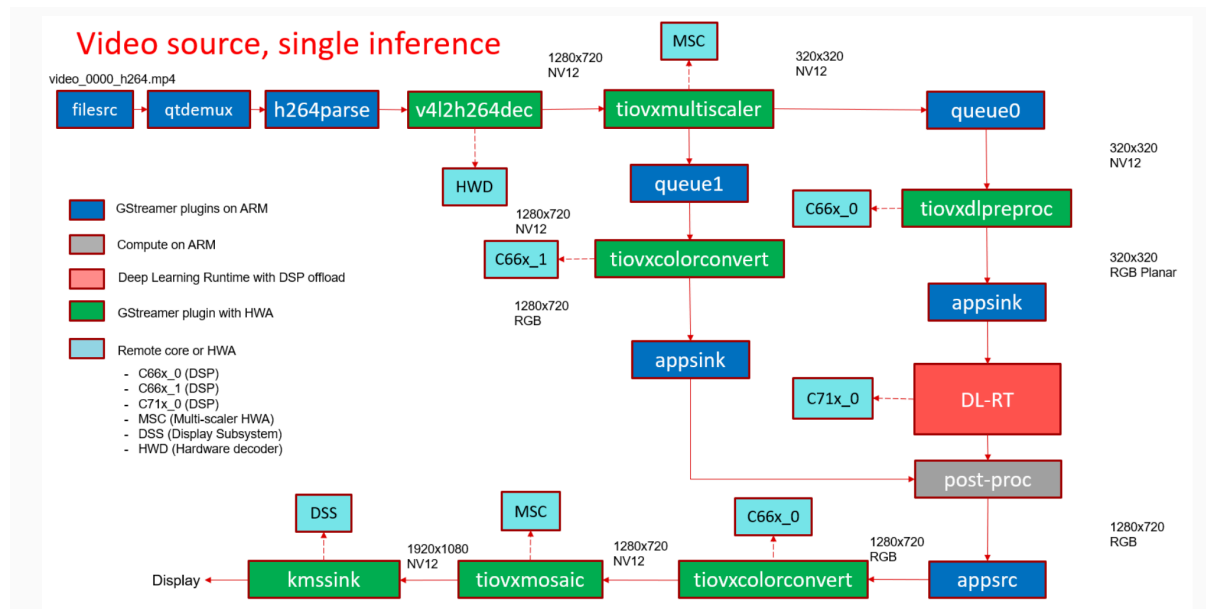 Video source, single inference
MSC
1280x720
NV12
320x320
NV12
video_0000_h264.mp4
filesrc
qtdemux
h264parse
v4l2h264dec
tiovxmultiscaler
queue0
320x320
NV12
HWD
queue1
C66x_0
tiovxdlpreproc
GStreamer plugins on ARM
1280x720
NV12
Compute on ARM
C66x_1
tiovxcolorconvert
320x320
RGB Planar
Deep Learning Runtime with DSP offload
1280x720
RGB
appsink
GStreamer plugin with HWA
Remote core or HWA
appsink
- C66x_0 (DSP)
- C66x_1 (DSP)
- C71x_0 (DSP)
- MSC (Multi-scaler HWA)
- DSS (Display Subsystem)
- HWD (Hardware decoder)
C71x_0
DL-RT
post-proc
DSS
MSC
C66x_0
1280x720
RGB
1920x1080
NV12
1280x720
NV12
1280x720
RGB
Display
kmssink
tiovxmosaic
tiovxcolorconvert
appsrc